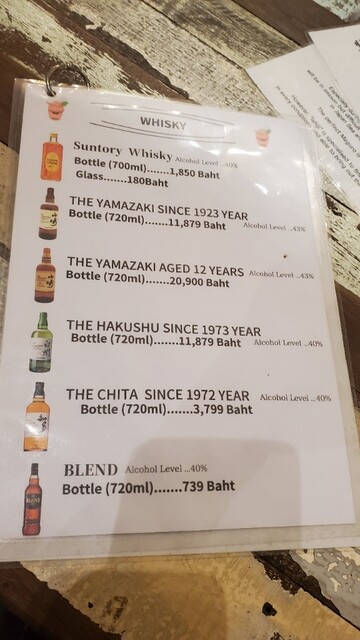 WHISKY
Suntory Whisky Alcohol Level ..40%
Bottle (700ml).......1,850 Baht
Glass.....180Baht
THE YAMAZAKI SINCE 1923 YEAR
Bottle (720ml).......11,879 Baht Alcohol Level ..43%
THE YAMAZAKI AGED 12 YEARS Alcohol Level ..43%
Bottle (720ml)......20,900 Baht
THE HAKUSHU SINCE 1973 YEAR
Bottle (720ml)......11,879 Baht Alcohol Level ..40%
THE CHITA SINCE 1972 YEAR Alcohol Level ..40%
Bottle (720ml).......3,799 Baht
BLEND Alcohol Level ..40%
Bottle (720ml).......739 Baht